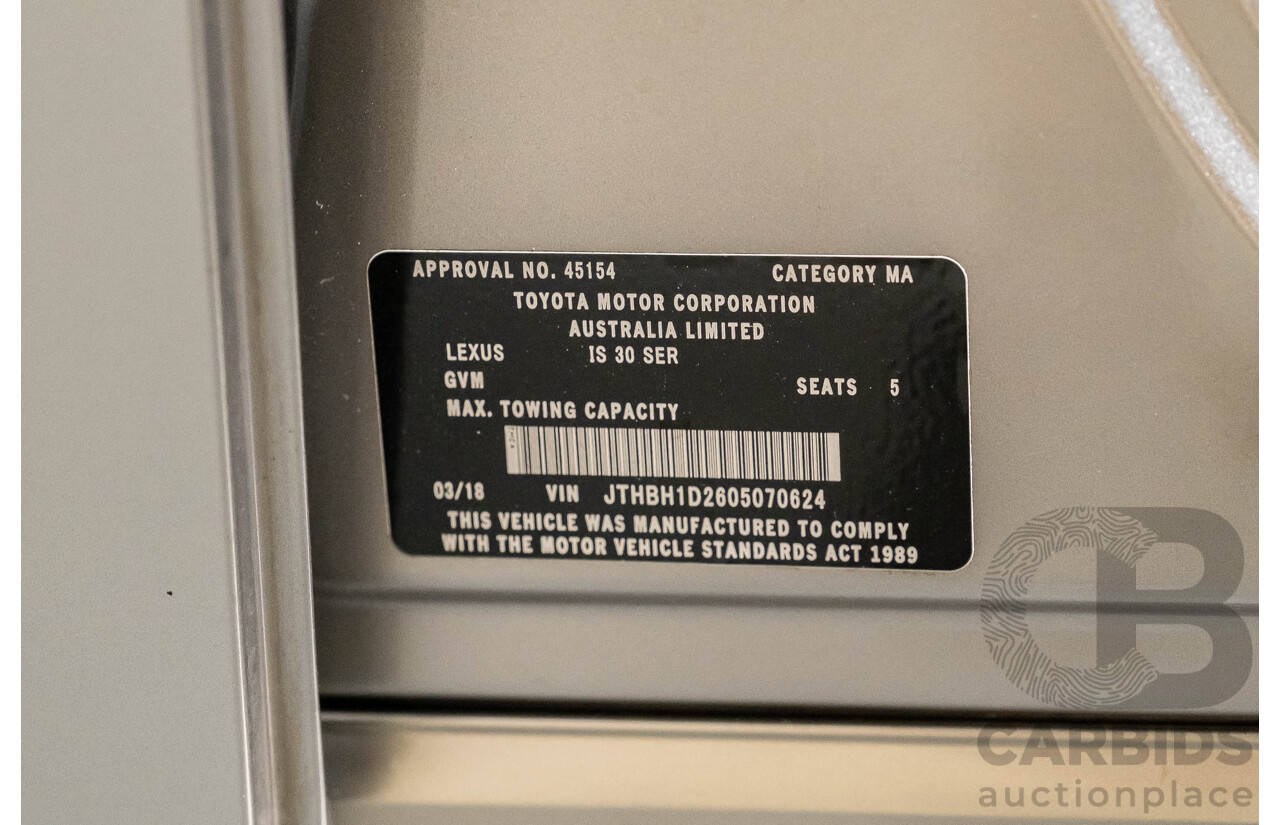 APPROVAL NO. 45154 CATEGORY MA
TOYOTA MOTOR CORPORATION
AUSTRALIA LIMITED
LEXUS IS 30 SER
GVM SEATS 5
MAX. TOWING CAPACITY
03/18 VIN JTHBH1D2605070624
THIS VEHICLE WAS MANUFACTURED TO COMPLY
WITH THE MOTOR VEHICLE STANDARDS ACT 1989
CB
CARBIDS
auctionplace